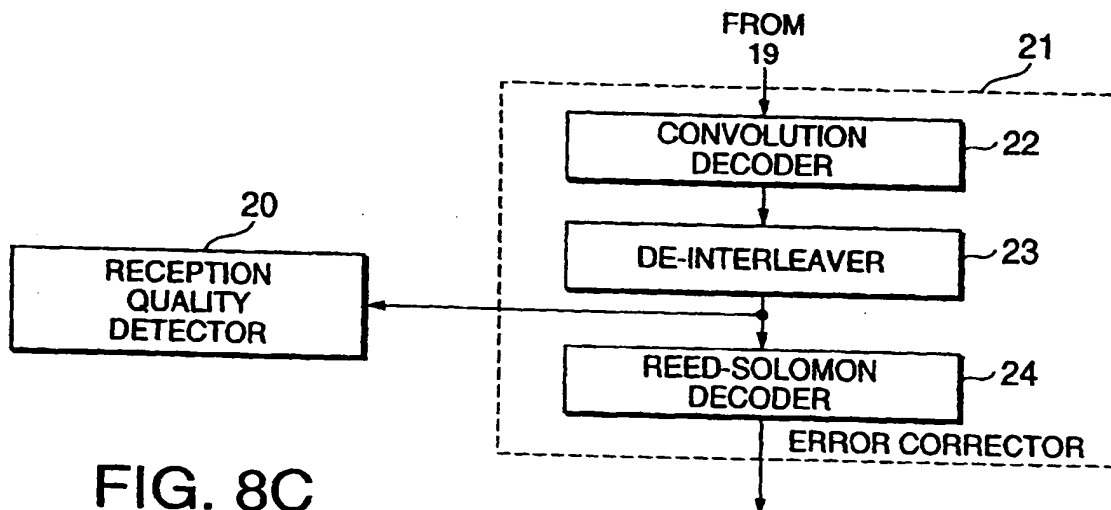 FROM
19
21
CONVOLUTION
DECODER
22
20
DE-INTERLEAVER
23
RECEPTION
QUALITY
DETECTOR
REED-SOLOMON
DECODER
24
ERROR CORRECTOR
FIG. 8C